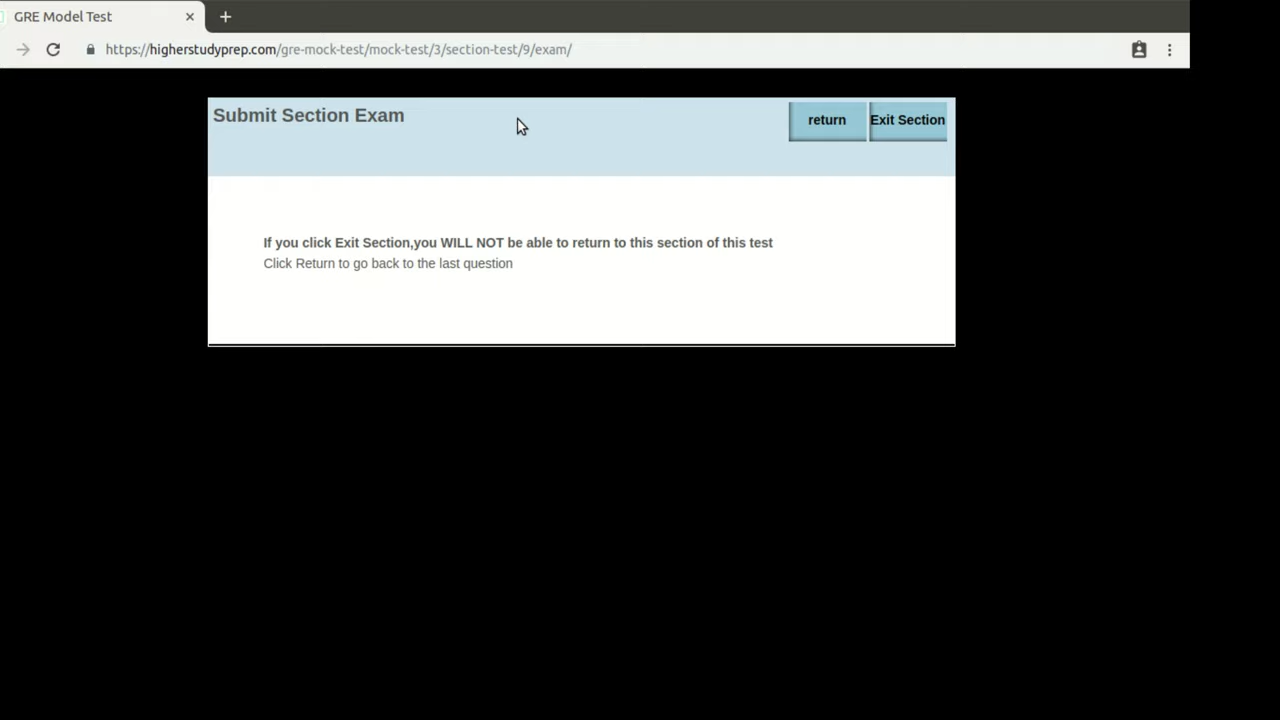 GRE Model Test
https://higherstudyprep.com/gre-mock-test/mock-test/3/section-test/9/exam/
Submit Section Exam
return
Exit Section
If you click Exit Section,you WILL NOT be able to return to this section of this test
Click Return to go back to the last question